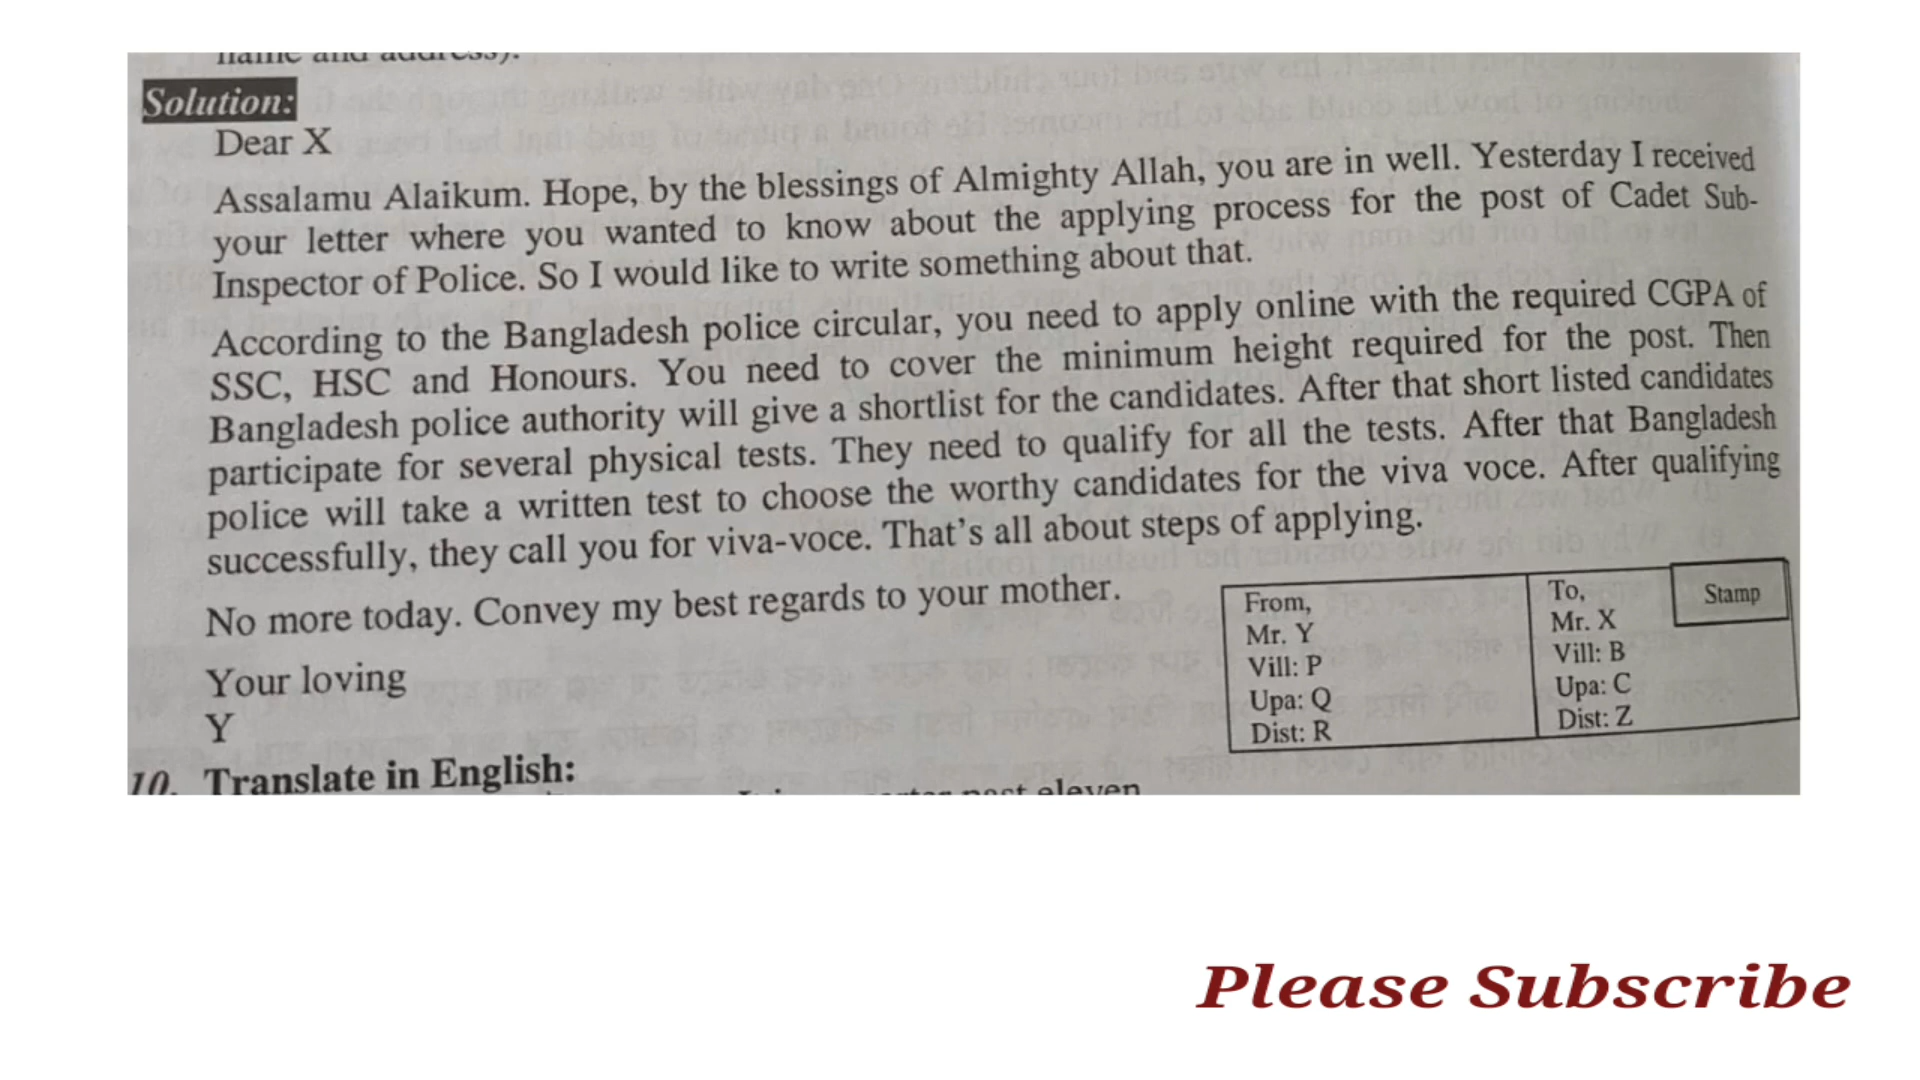 name and address).
Solution:
Dear X
Assalamu Alaikum. Hope, by the blessings of Almighty Allah, you are in well. Yesterday I received
your letter where you wanted to know about the applying process for the post of Cadet Sub-
Inspector of Police. So I would like to write something about that.
According to the Bangladesh police circular, you need to apply online with the required CGPA of
SSC, HSC and Honours. You need to cover the minimum height required for the post. Then
Bangladesh police authority will give a shortlist for the candidates. After that short listed candidates
participate for several physical tests. They need to qualify for all the tests. After that Bangladesh
police will take a written test to choose the worthy candidates for the viva voce. After qualifying
successfully, they call you for viva-voce. That's all about steps of applying.
No more today. Convey my best regards to your mother.
Your loving
Y
From,
Mr. Y
Vill: P
Upa: Q
Dist: R
To,
Mr. X
Vill: B
Upa: C
Dist: Z
Stamp
10. Translate in English:
past eleven
Please Subscribe